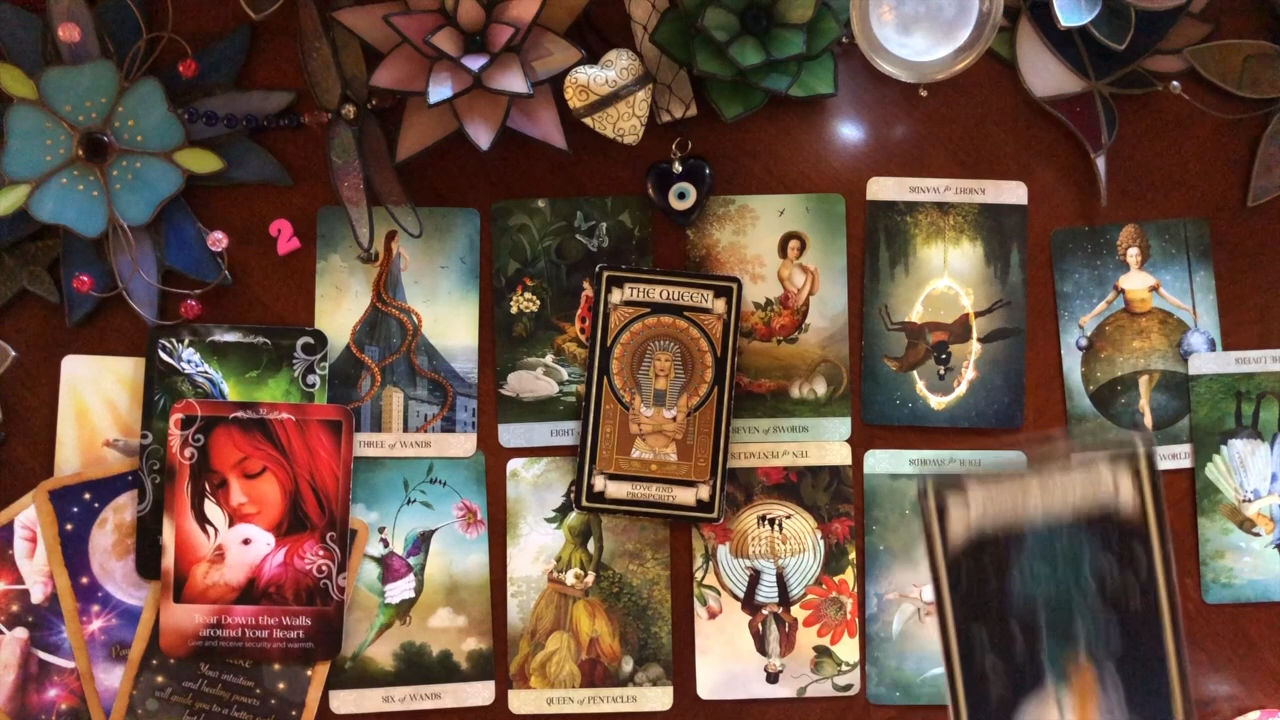 2
KNIGHT of WANDS
THE QUEEN
LOVE AND
PROSPERITY
THREE of WANDS
EIGHT
SEVEN of SWORDS
TEN of PENTACLES
FOUR of SWORDS
WORLD
THE LOVERS
32
Tear Down the Walls
around Your Heart
Give and receive security and warmth.
Your intuition
and healing powers
will guide you to a better
SIX of WANDS
QUEEN of PENTACLES